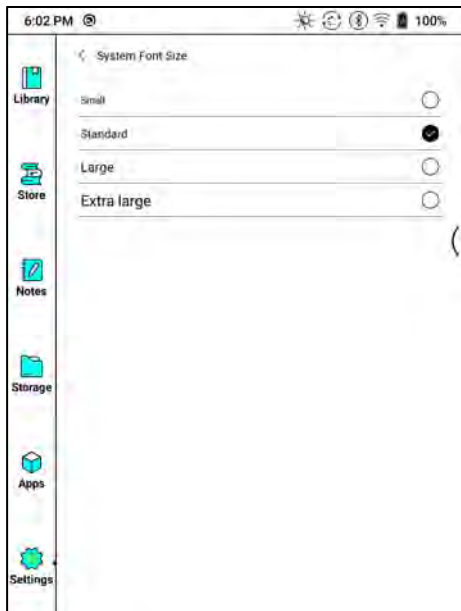 6:02 PM 100%
System Font Size
Small
Standard
Large
Extra large
Library
Store
Notes
Storage
Apps
Settings